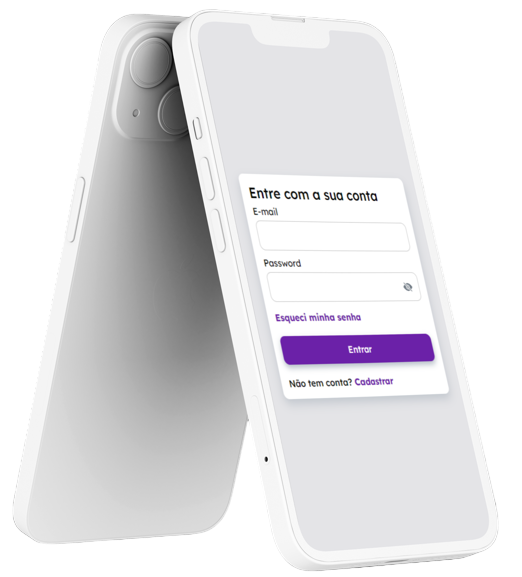 Entre com a sua conta
E-mail
Password
Esqueci minha senha
Entrar
Não tem conta? Cadastrar